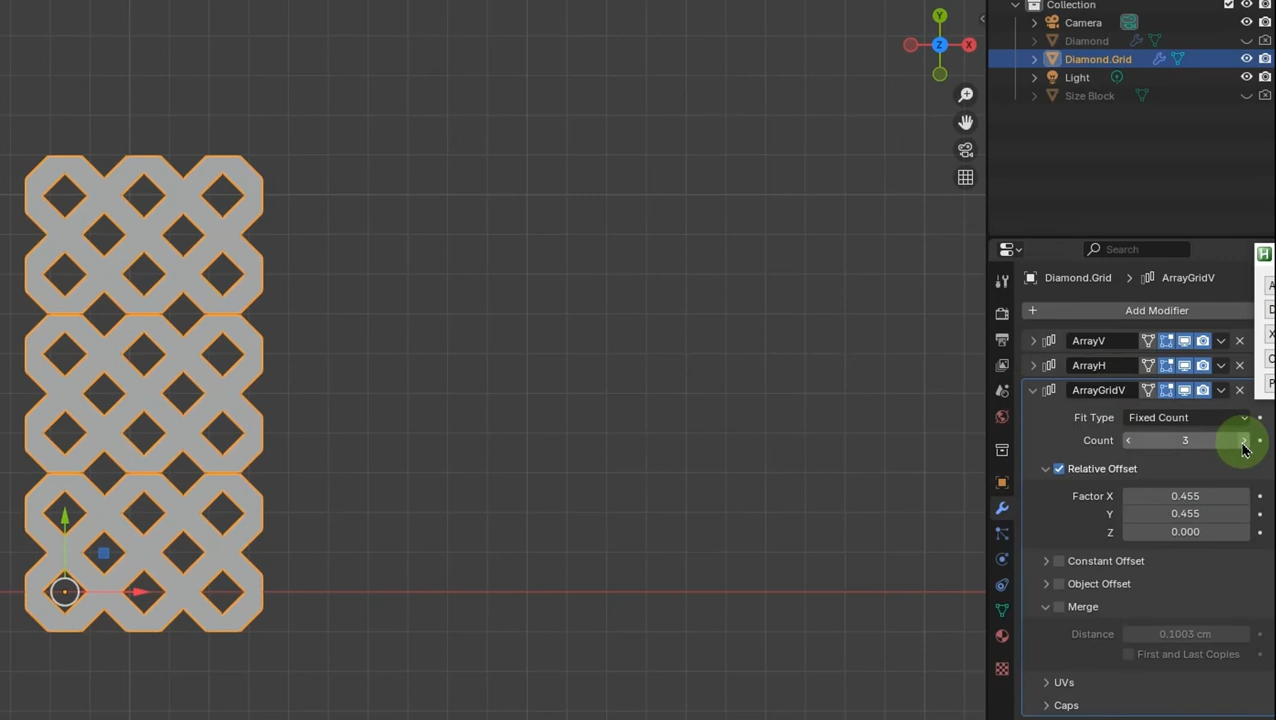 Collection
Camera
Diamond
Diamond.Grid
Light
Size Block
Y
X
Z
Search
Diamond.Grid > ArrayGridV
H
+ Add Modifier
ArrayV
ArrayH
ArrayGridV
Fit Type Fixed Count
Count 3
Relative Offset
Factor X 0.455
Y 0.455
Z 0.000
Constant Offset
Object Offset
Merge
Distance 0.1003 cm
First and Last Copies
UVs
Caps